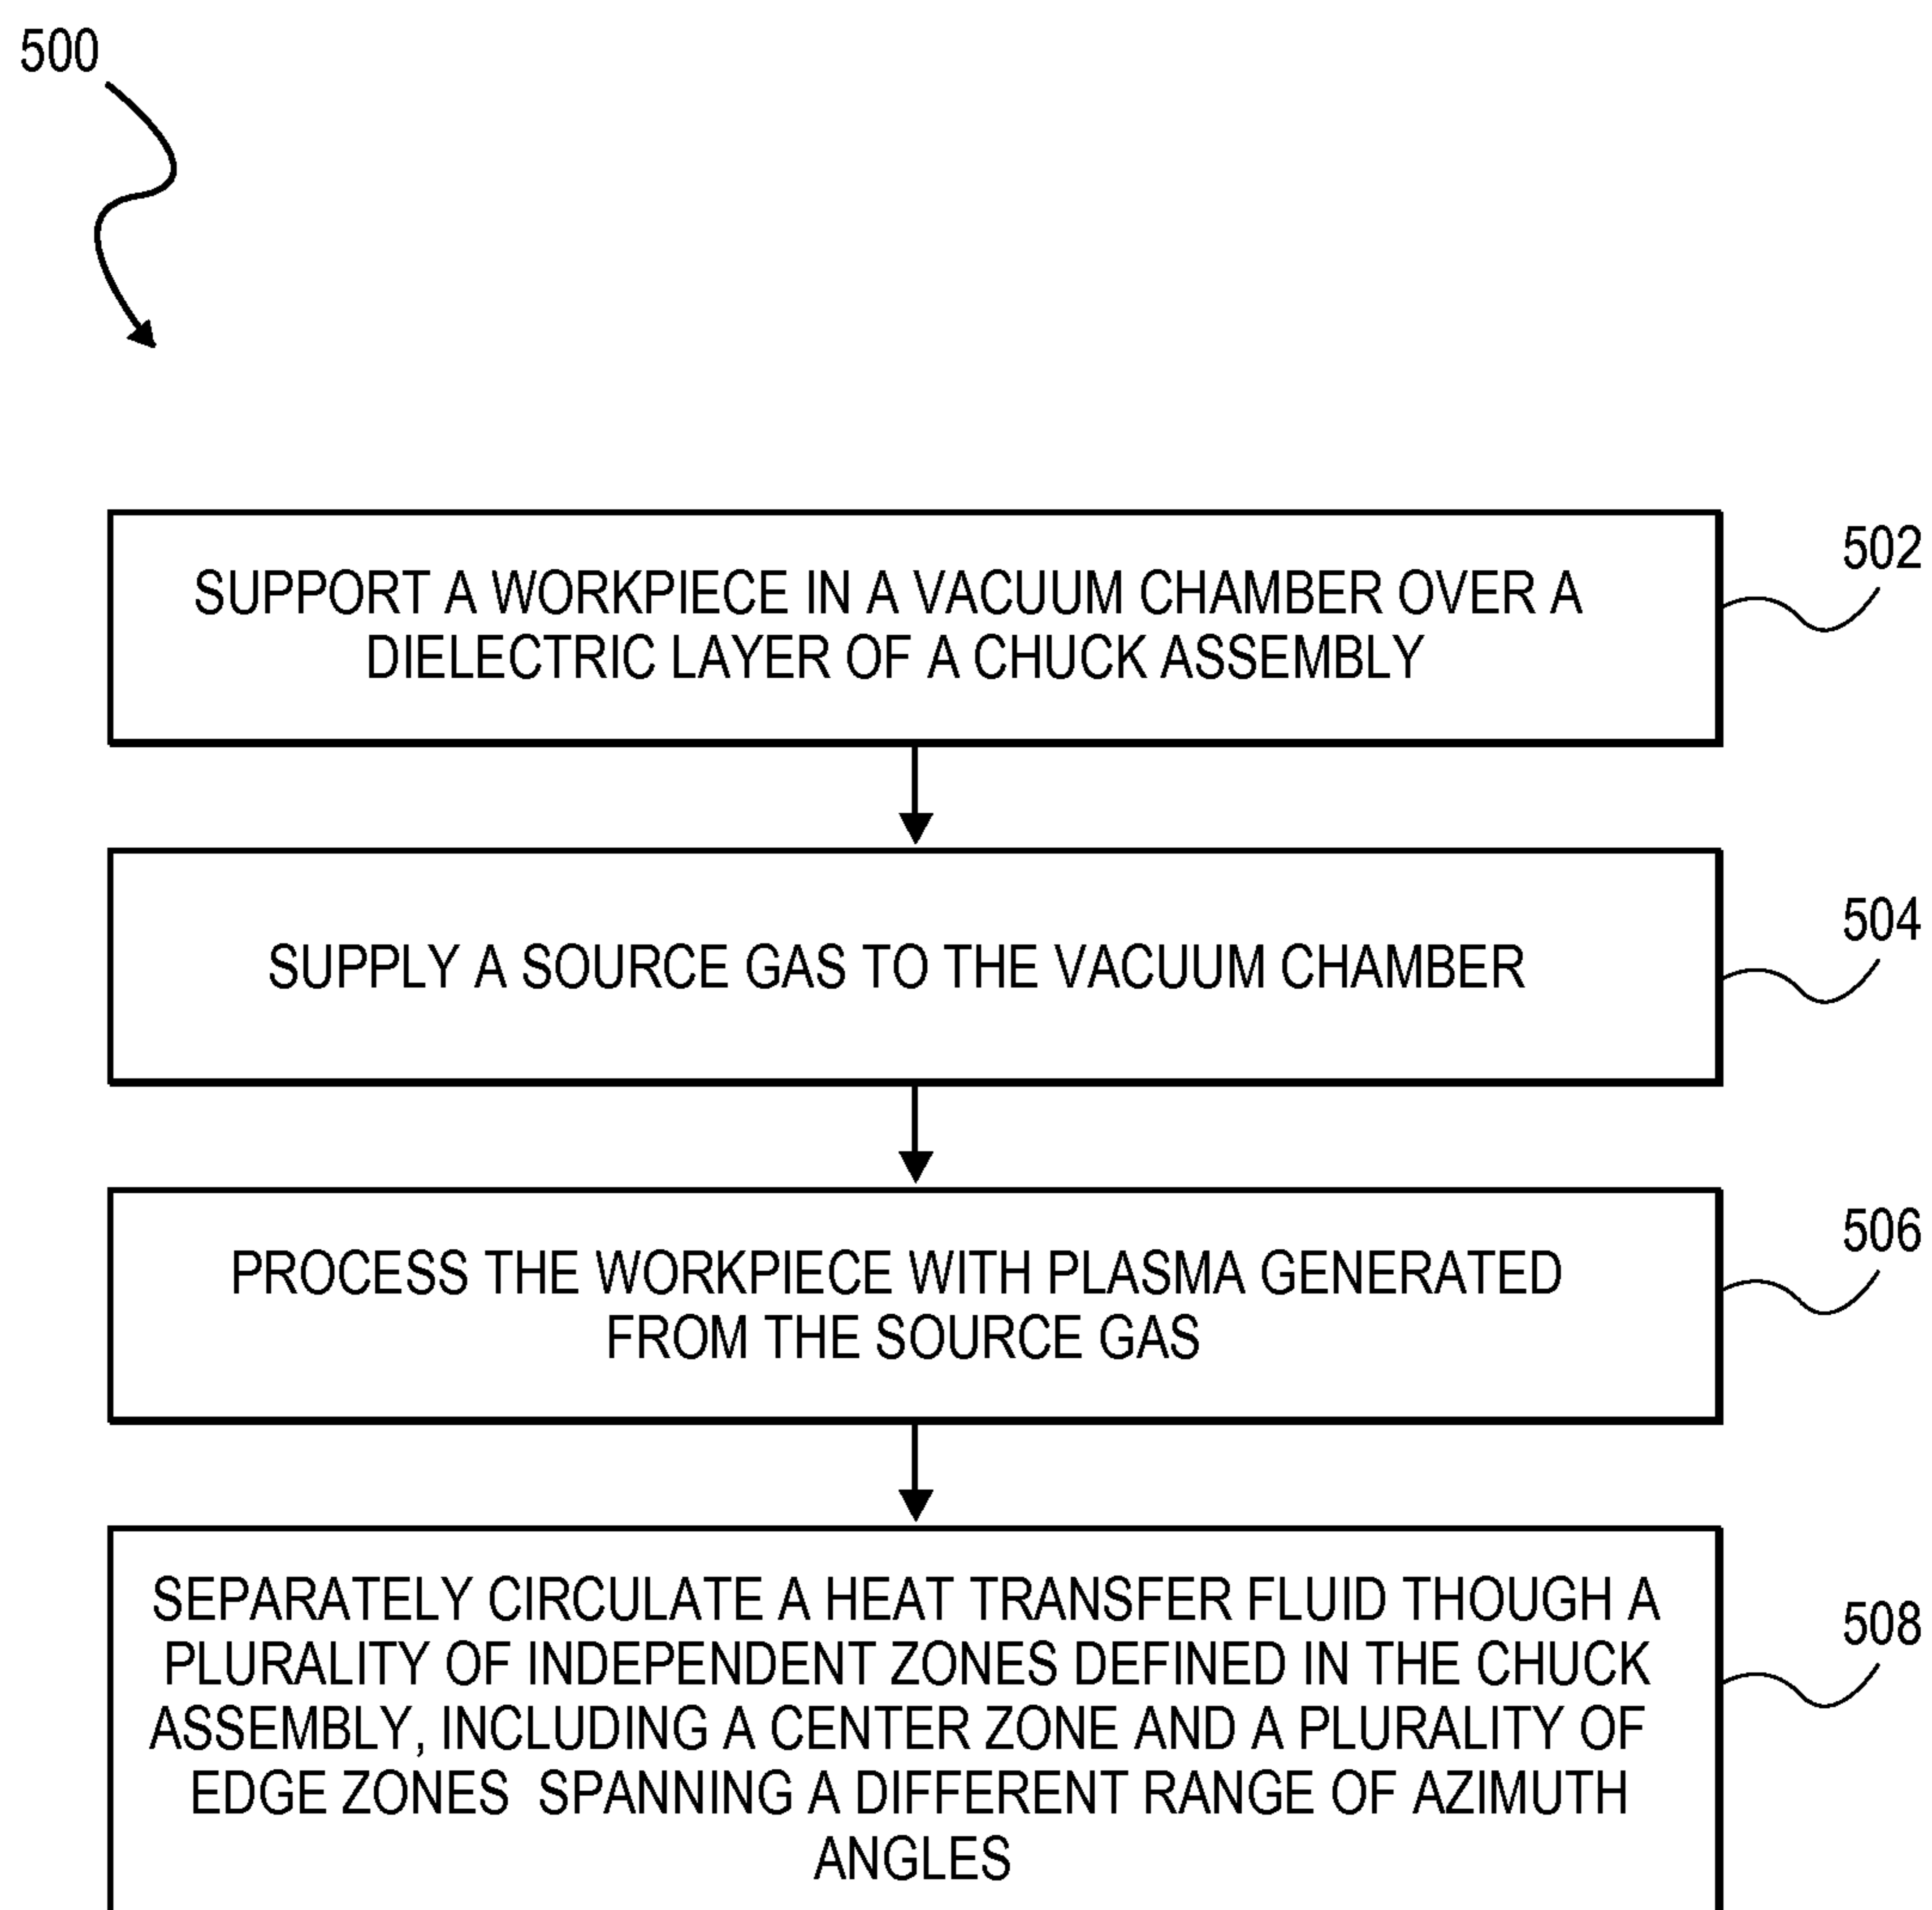 500
SUPPORT A WORKPIECE IN A VACUUM CHAMBER OVER A
DIELECTRIC LAYER OF A CHUCK ASSEMBLY
502
SUPPLY A SOURCE GAS TO THE VACUUM CHAMBER
504
PROCESS THE WORKPIECE WITH PLASMA GENERATED
FROM THE SOURCE GAS
506
SEPARATELY CIRCULATE A HEAT TRANSFER FLUID THOUGH A
PLURALITY OF INDEPENDENT ZONES DEFINED IN THE CHUCK
ASSEMBLY, INCLUDING A CENTER ZONE AND A PLURALITY OF
EDGE ZONES SPANNING A DIFFERENT RANGE OF AZIMUTH
ANGLES
508